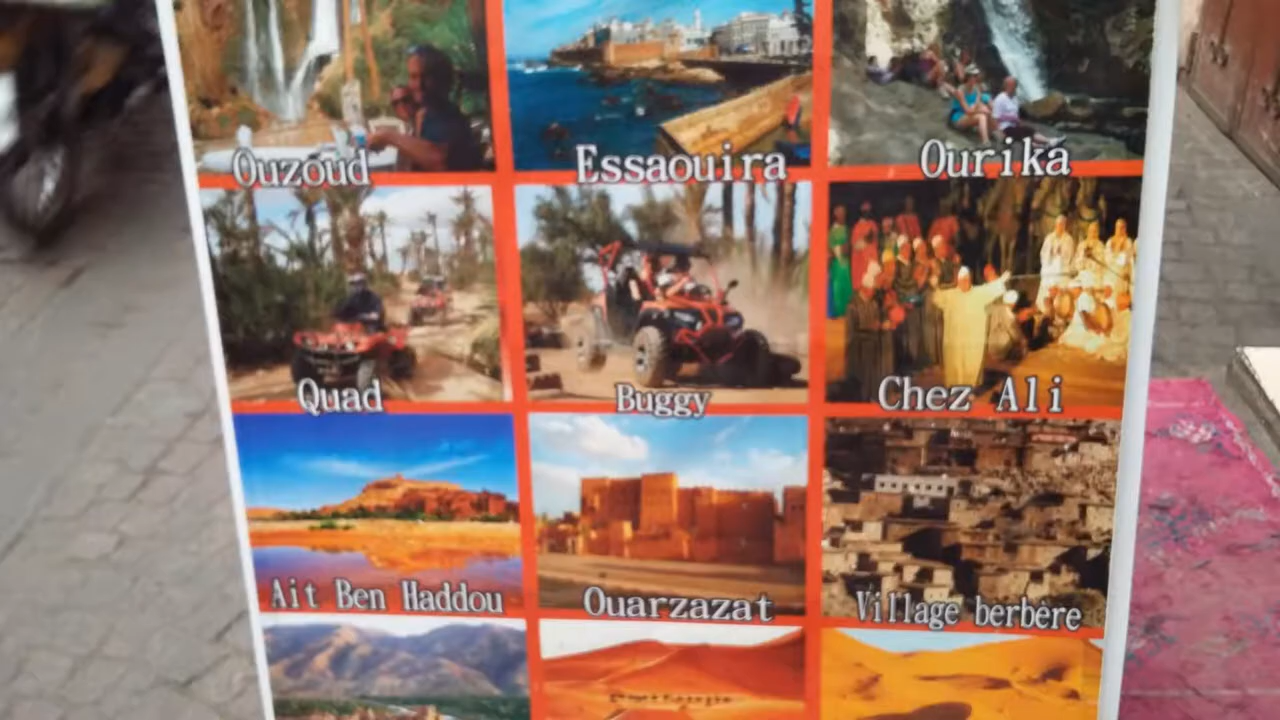 Ouzoud
Essaouira
Ourika
Quad
Buggy
Chez Ali
Ait Ben Haddou
Ouarzazat
Village berbère